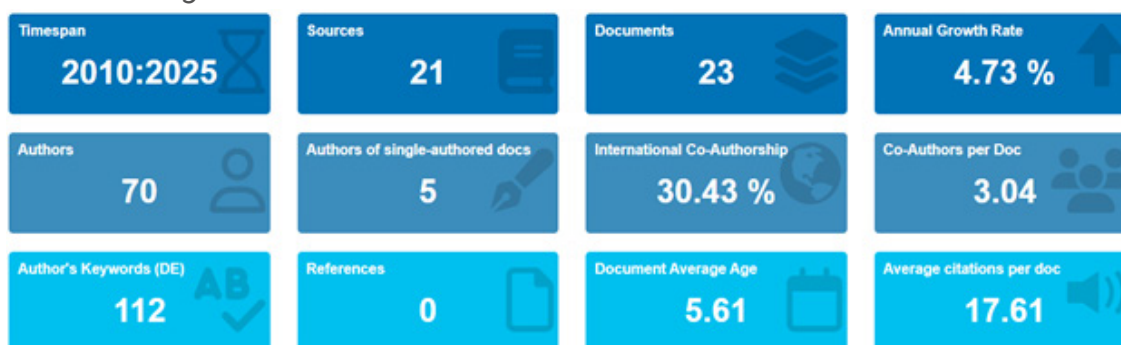 Timespan
2010:2025
Sources
21
Documents
23
Annual Growth Rate
4.73 %
Authors
70
Authors of single-authored docs
5
International Co-Authorship
30.43 %
Co-Authors per Doc
3.04
Author's Keywords (DE)
112
AB
References
0
Document Average Age
5.61
Average citations per doc
17.61